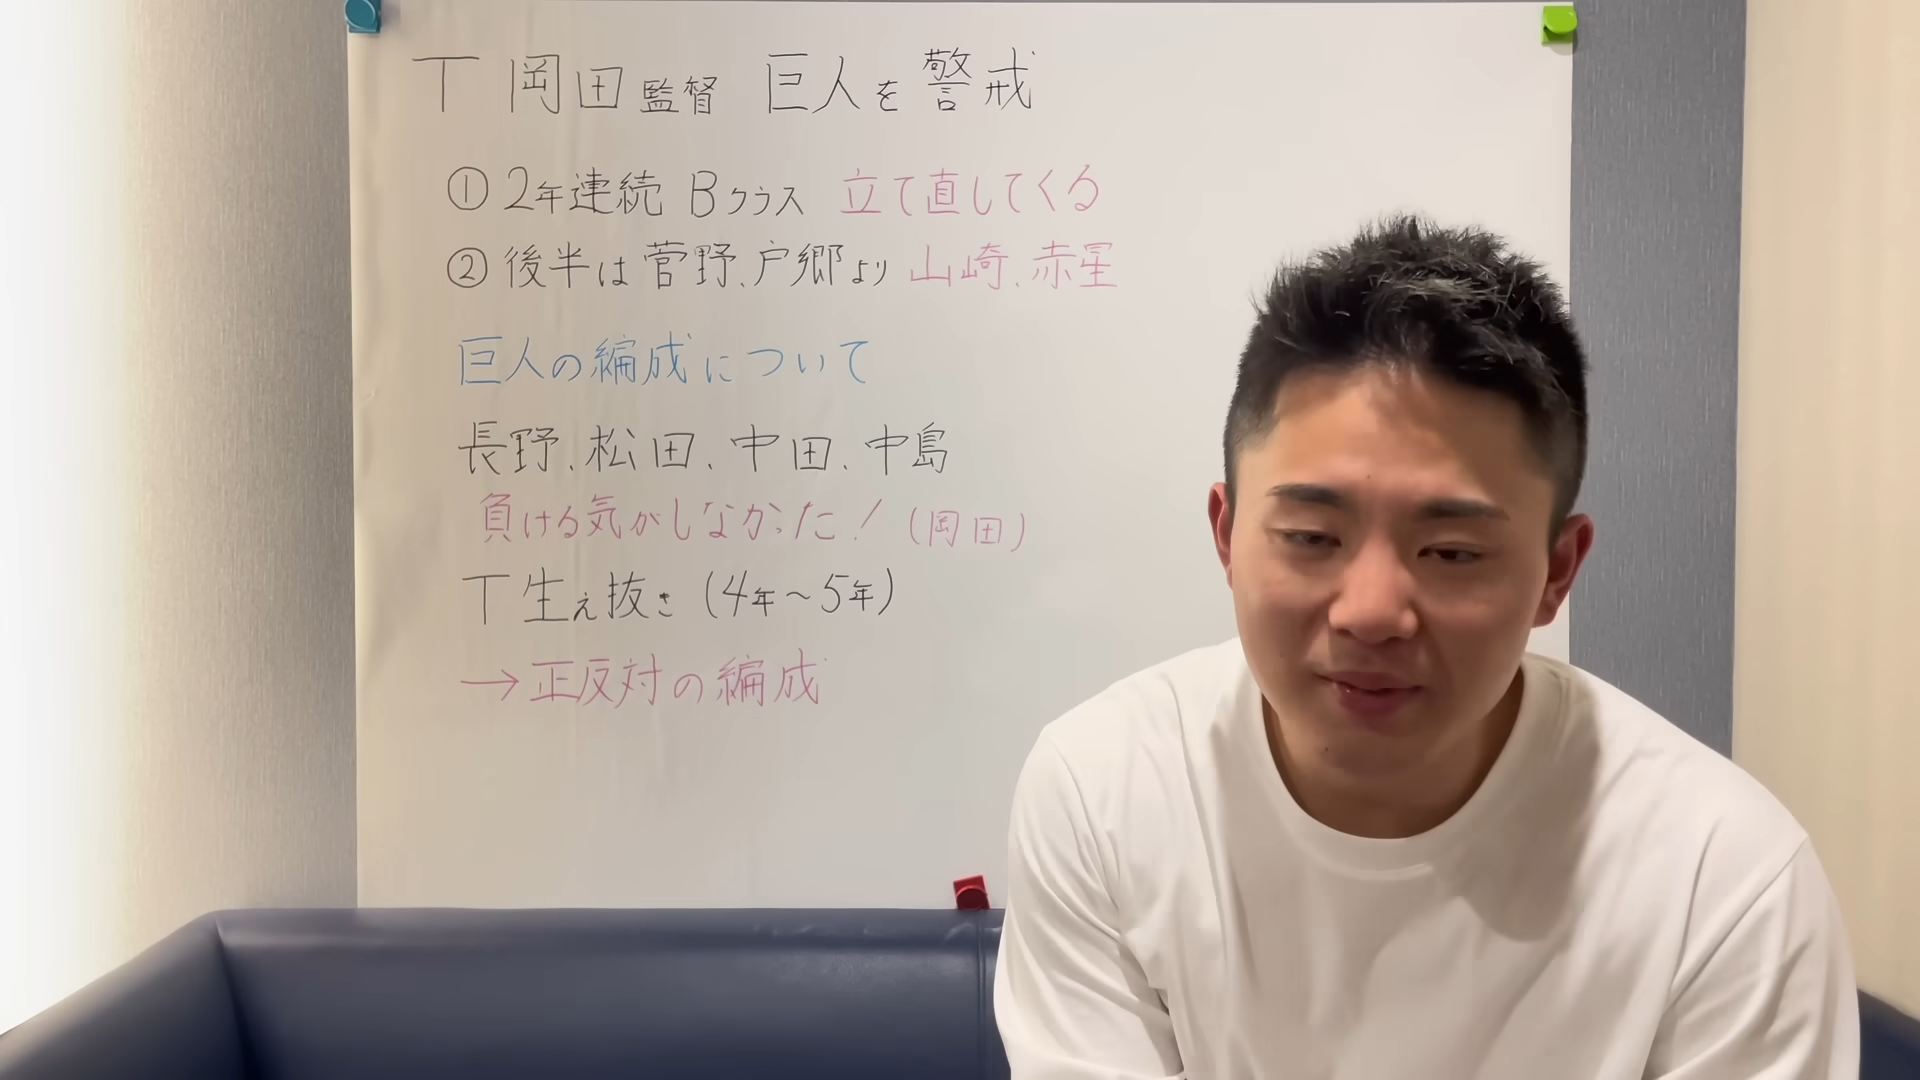 T 岡田監督 巨人を警戒
① 2年連続 Bクラス 立て直してくる
② 後半は菅野、戸郷より 山崎、赤星
巨人の編成について
長野、松田、中田、中島
負ける気がしなかった！（岡田）
T 生え抜き（4年～5年）
→正反対の編成